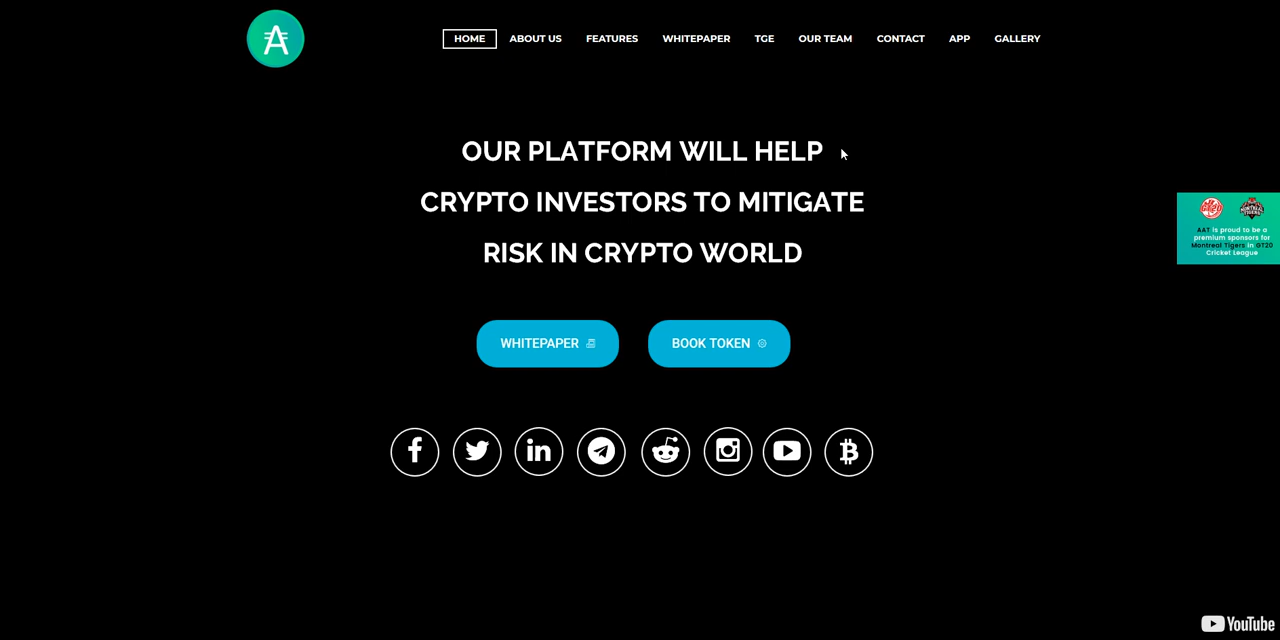 HOME ABOUT US FEATURES WHITEPAPER TGE OUR TEAM CONTACT APP GALLERY
OUR PLATFORM WILL HELP
CRYPTO INVESTORS TO MITIGATE
RISK IN CRYPTO WORLD
AAT is proud to be a
premium sponsors for
Montreal Tigers in GT20
Cricket League
WHITEPAPER BOOK TOKEN
YouTube